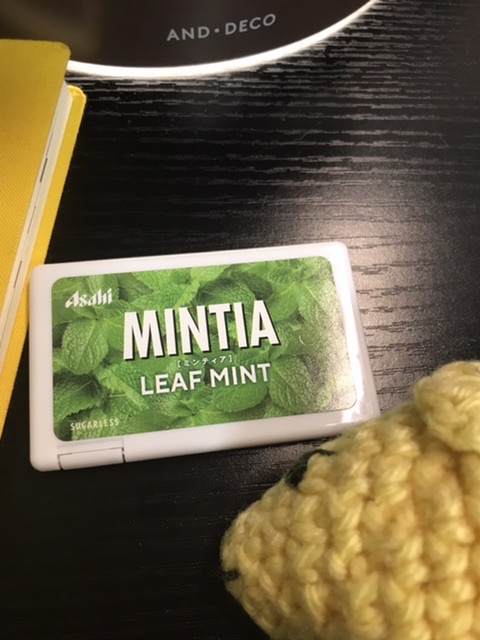 AND・DECO
Asahi
MINTIA
[ミンティア]
LEAF MINT
SUGARLESS